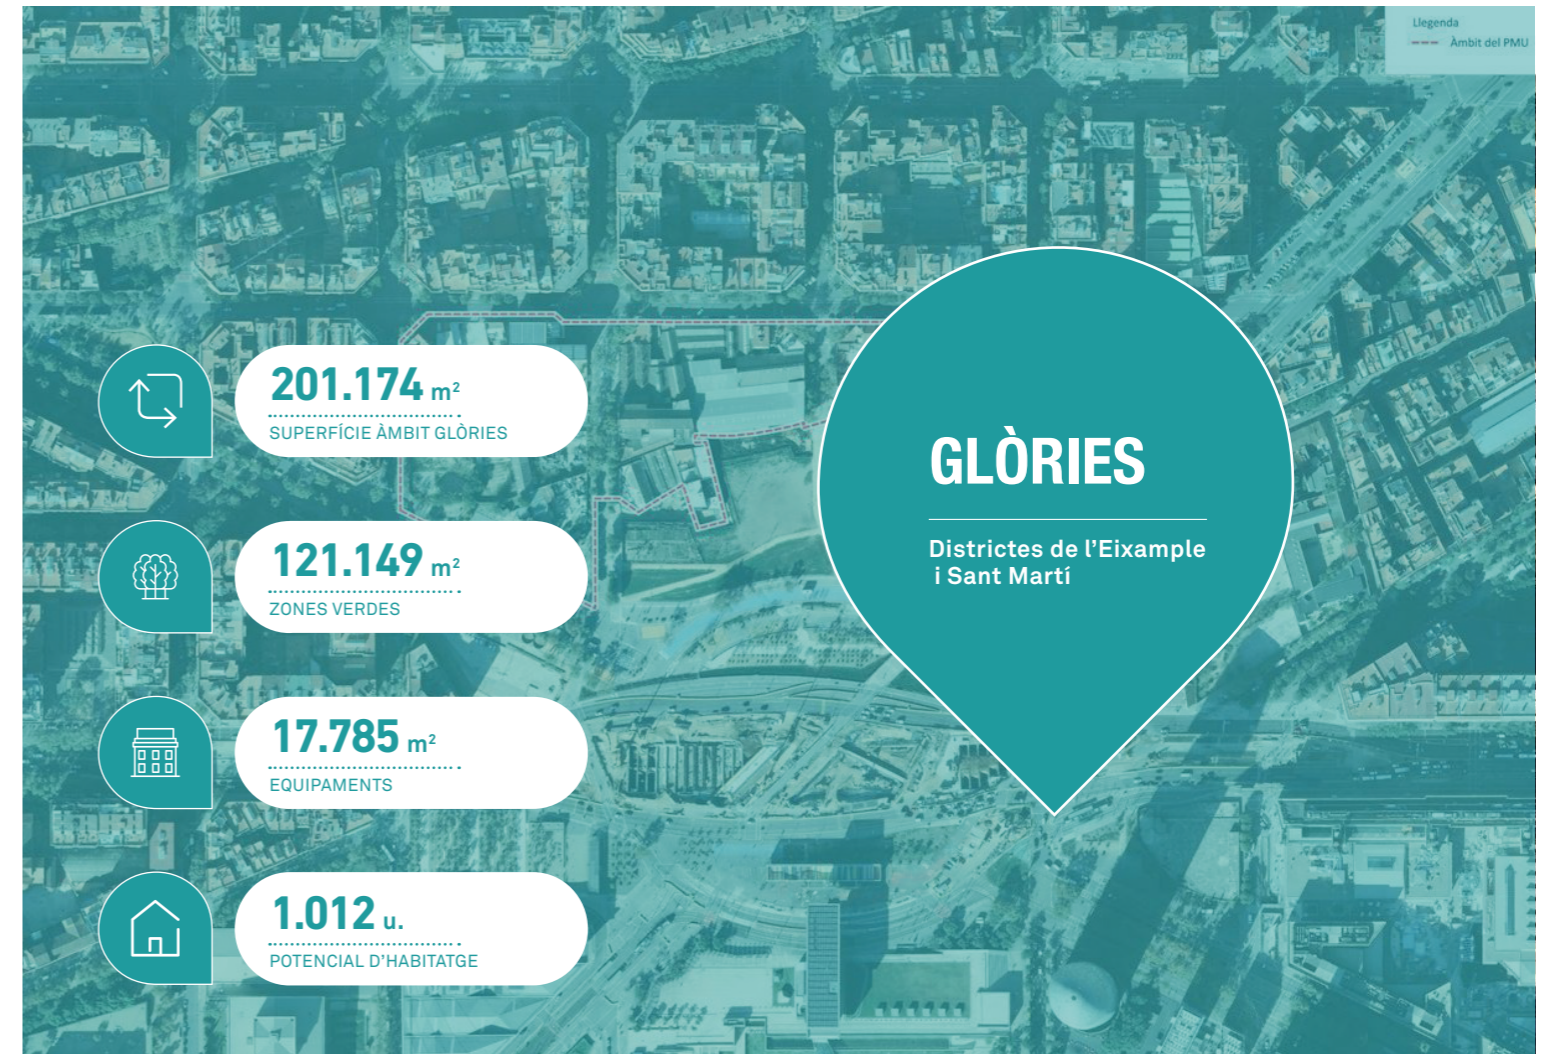 Llegenda
Àmbit del PMU
201.174 m²
SUPERFÍCIE ÀMBIT GLÒRIES
121.149 m²
ZONES VERDES
17.785 m²
EQUIPAMENTS
1.012 u.
POTENCIAL D'HABITATGE
GLÒRIES
Districtes de l'Eixample
i Sant Martí